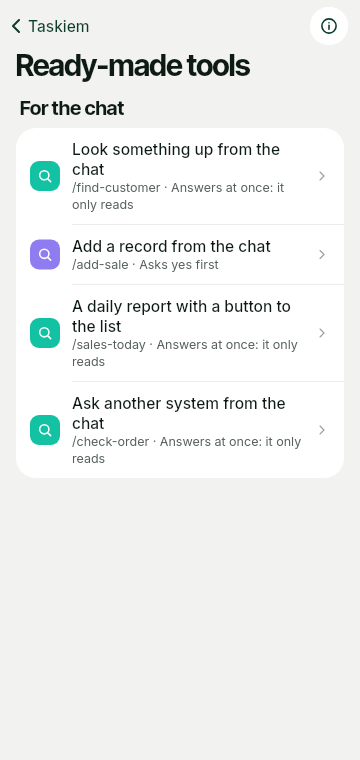 Taskiem
Ready-made tools
For the chat
Look something up from the
chat
/find-customer · Answers at once: it
only reads
Add a record from the chat
/add-sale · Asks yes first
A daily report with a button to
the list
/sales-today · Answers at once: it only
reads
Ask another system from the
chat
/check-order · Answers at once: it only
reads